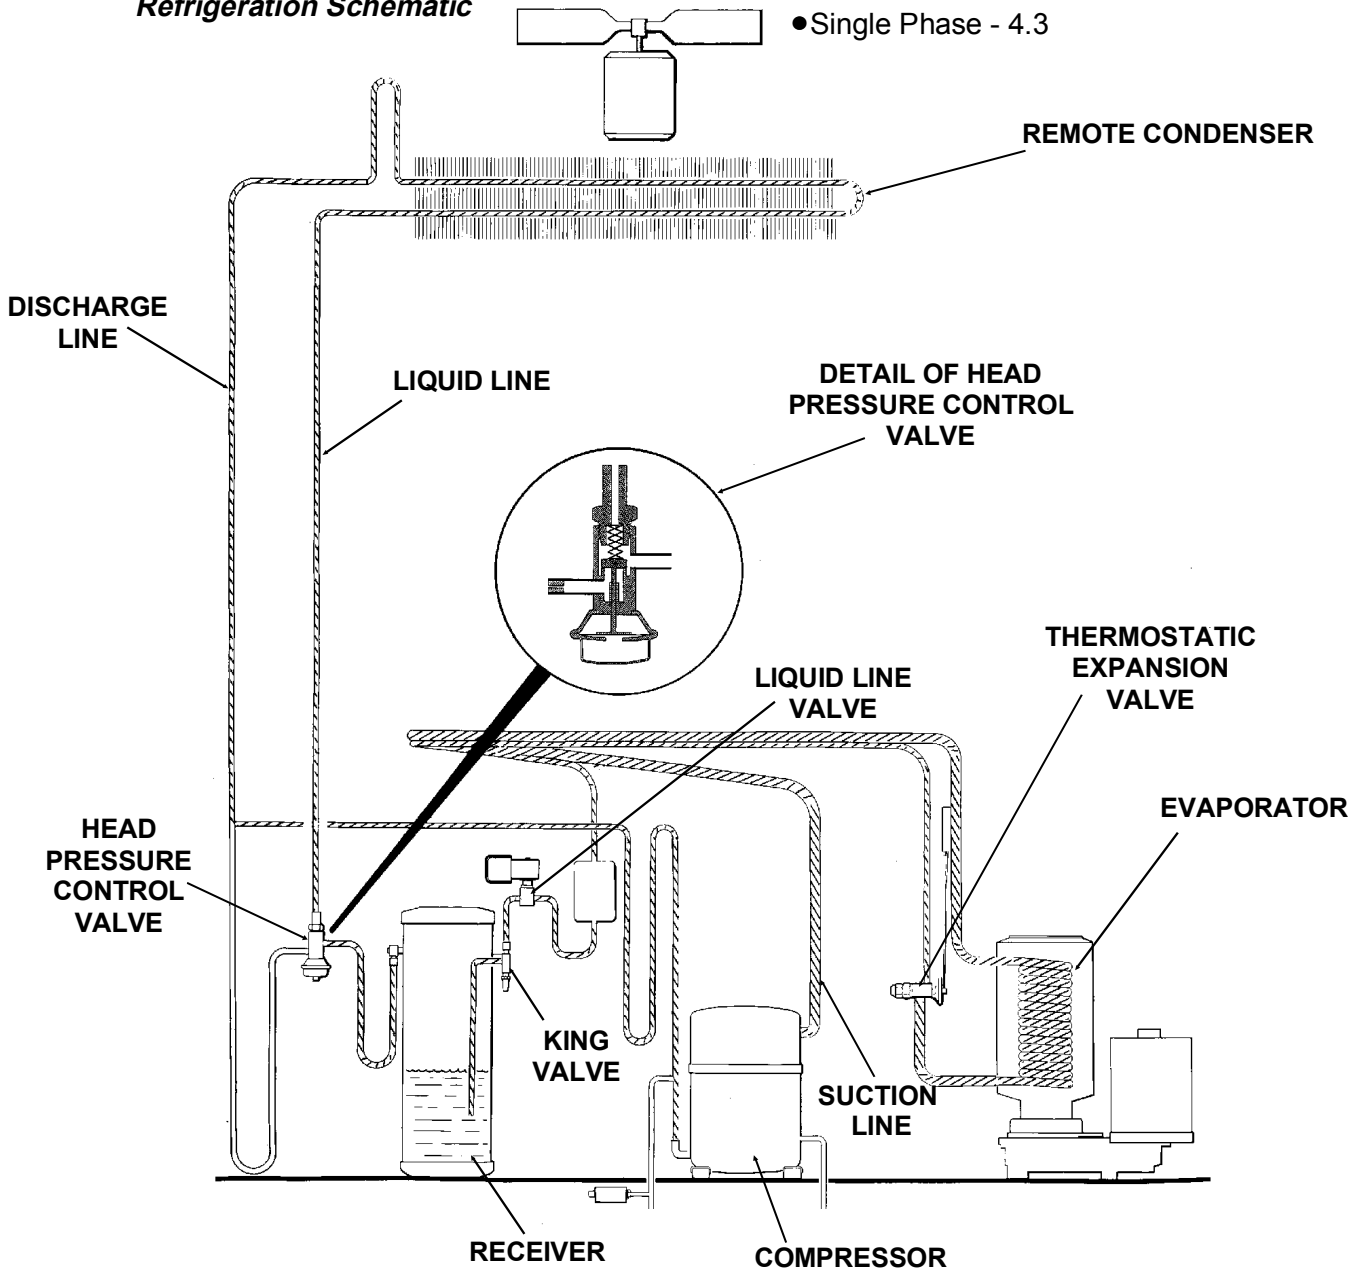 Refrigeration Schematic
●Single Phase - 4.3
REMOTE CONDENSER
DISCHARGE
LINE
LIQUID LINE
DETAIL OF HEAD
PRESSURE CONTROL
VALVE
THERMOSTATIC
EXPANSION
VALVE
LIQUID LINE
VALVE
EVAPORATOR
HEAD
PRESSURE
CONTROL
VALVE
KING
VALVE
SUCTION
LINE
RECEIVER
COMPRESSOR